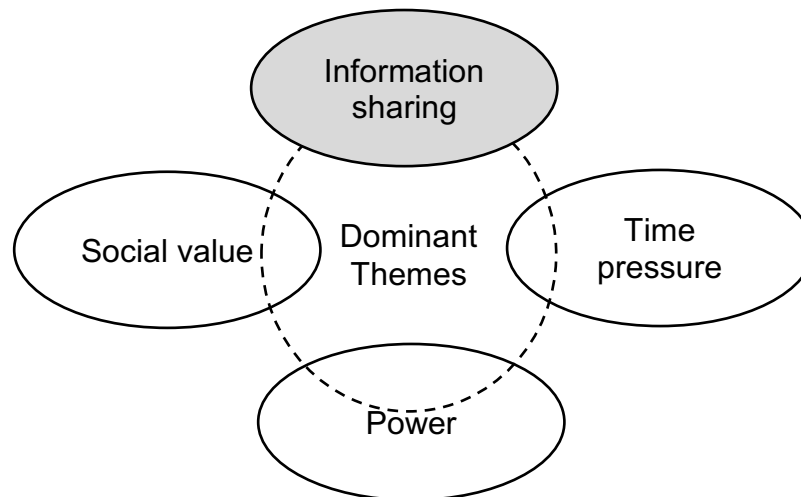 Information
sharing
Social value
Dominant
Themes
Time
pressure
Power